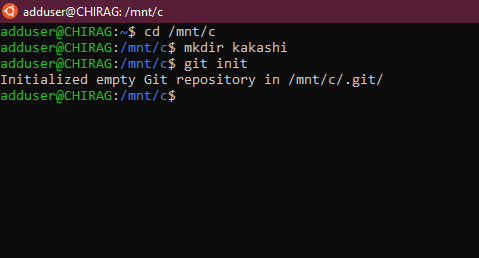 adduser@CHIRAG: /mnt/c
adduser@CHIRAG:~$ cd /mnt/c
adduser@CHIRAG:/mnt/c$ mkdir kakashi
adduser@CHIRAG:/mnt/c$ git init
Initialized empty Git repository in /mnt/c/.git/
adduser@CHIRAG:/mnt/c$